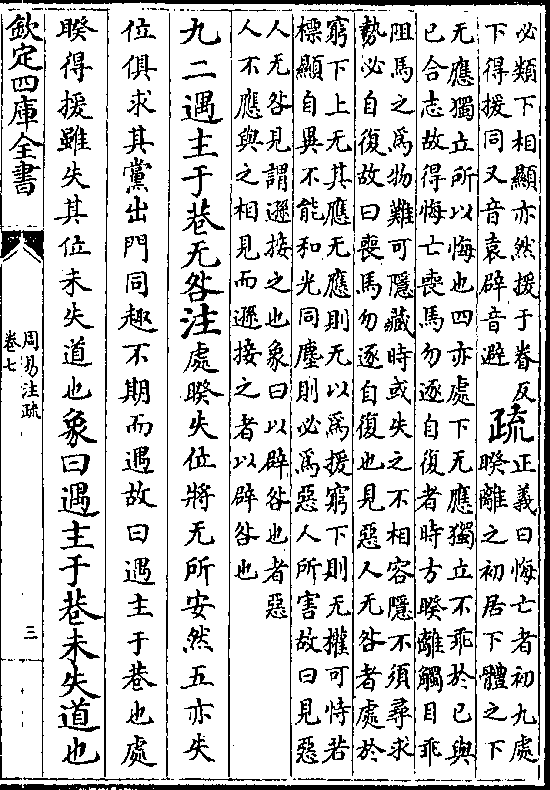 必類下相顯亦然援于眷反
下得援同又音袁辟音避
疏
正義曰悔亡者初九處
睽離之初居下體之下
无應獨立所以悔也四亦處下无應獨立不乖於已與
已合志故得悔亡喪馬勿逐自復者時方睽離觸目乖
阻馬之為物難可隱藏時或失之不相容隱不須尋求
勢必自復故曰喪馬勿逐自復也見惡人无咎者處於
窮下上无其應无應則无以為援窮下則无權可恃若
標顯自異不能和光同塵則必為惡人所害故曰見惡
人无咎見謂遜接之也象曰以辟咎也者惡
人不應與之相見而遜接之者以辟咎也
九二遇主于巷无咎注處睽失位將无所安然五亦失
位俱求其黨出門同趣不期而遇故曰遇主于巷也處
睽得援雖失其位未失道也象曰遇主于巷未失道也
欽定四庫全書
周易注疏
卷七
三